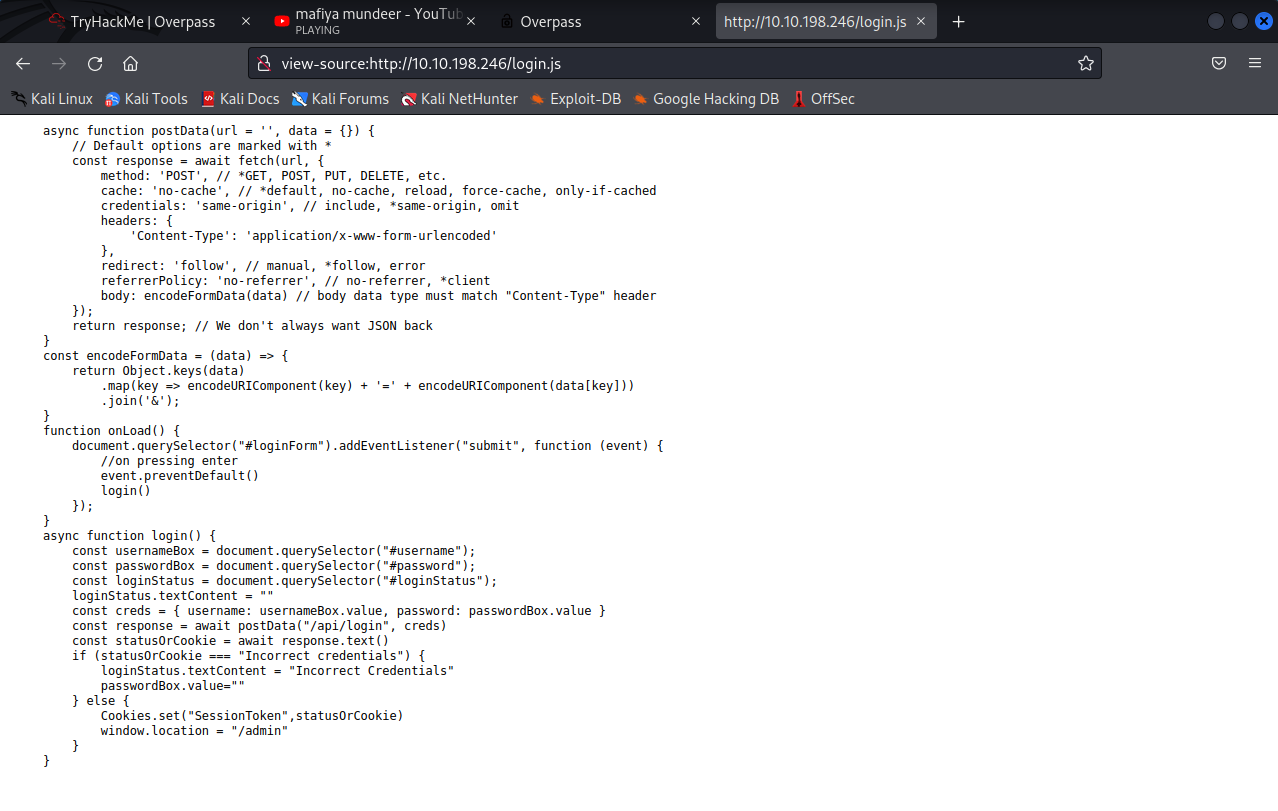 TryHackMe | Overpass
mafiya mundeer - YouTub
PLAYING
Overpass
http://10.10.198.246/login.js
view-source:http://10.10.198.246/login.js
Kali Linux
Kali Tools
Kali Docs
Kali Forums
Kali NetHunter
Exploit-DB
Google Hacking DB
OffSec
async function postData(url = '', data = {}) {
    // Default options are marked with *
    const response = await fetch(url, {
        method: 'POST', // *GET, POST, PUT, DELETE, etc.
        cache: 'no-cache', // *default, no-cache, reload, force-cache, only-if-cached
        credentials: 'same-origin', // include, *same-origin, omit
        headers: {
            'Content-Type': 'application/x-www-form-urlencoded'
        },
        redirect: 'follow', // manual, *follow, error
        referrerPolicy: 'no-referrer', // no-referrer, *client
        body: encodeFormData(data) // body data type must match "Content-Type" header
    });
    return response; // We don't always want JSON back
}
const encodeFormData = (data) => {
    return Object.keys(data)
        .map(key => encodeURIComponent(key) + '=' + encodeURIComponent(data[key]))
        .join('&');
}
function onLoad() {
    document.querySelector("#loginForm").addEventListener("submit", function (event) {
        //on pressing enter
        event.preventDefault()
        login()
    });
}
async function login() {
    const usernameBox = document.querySelector("#username");
    const passwordBox = document.querySelector("#password");
    const loginStatus = document.querySelector("#loginStatus");
    loginStatus.textContent = ""
    const creds = { username: usernameBox.value, password: passwordBox.value }
    const response = await postData("/api/login", creds)
    const statusOrCookie = await response.text()
    if (statusOrCookie === "Incorrect credentials") {
        loginStatus.textContent = "Incorrect Credentials"
        passwordBox.value=""
    } else {
        Cookies.set("SessionToken",statusOrCookie)
        window.location = "/admin"
    }
}